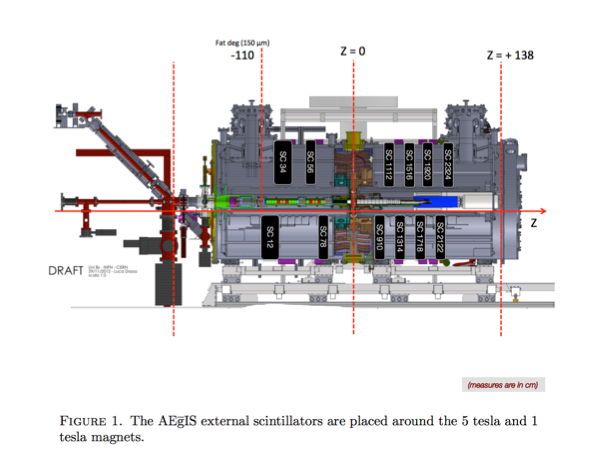 Fat deg (150 μm)
-110
Z = 0
Z = + 138
SC 34
SC 56
SC 1112
SC 1516
SC 1920
SC 2324
Z
SC 12
SC 78
SC 910
SC 1314
SC 1718
SC 2122
DRAFT
(measures are in cm)
FIGURE 1. The AEg̅IS external scintillators are placed around the 5 tesla and 1
tesla magnets.